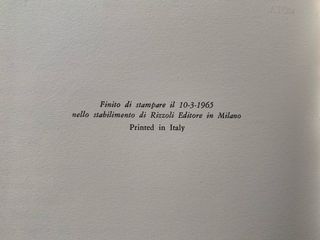 Finito di stampare il 10-3-1965
nello stabilimento di Rizzoli Editore in Milano
Printed in Italy